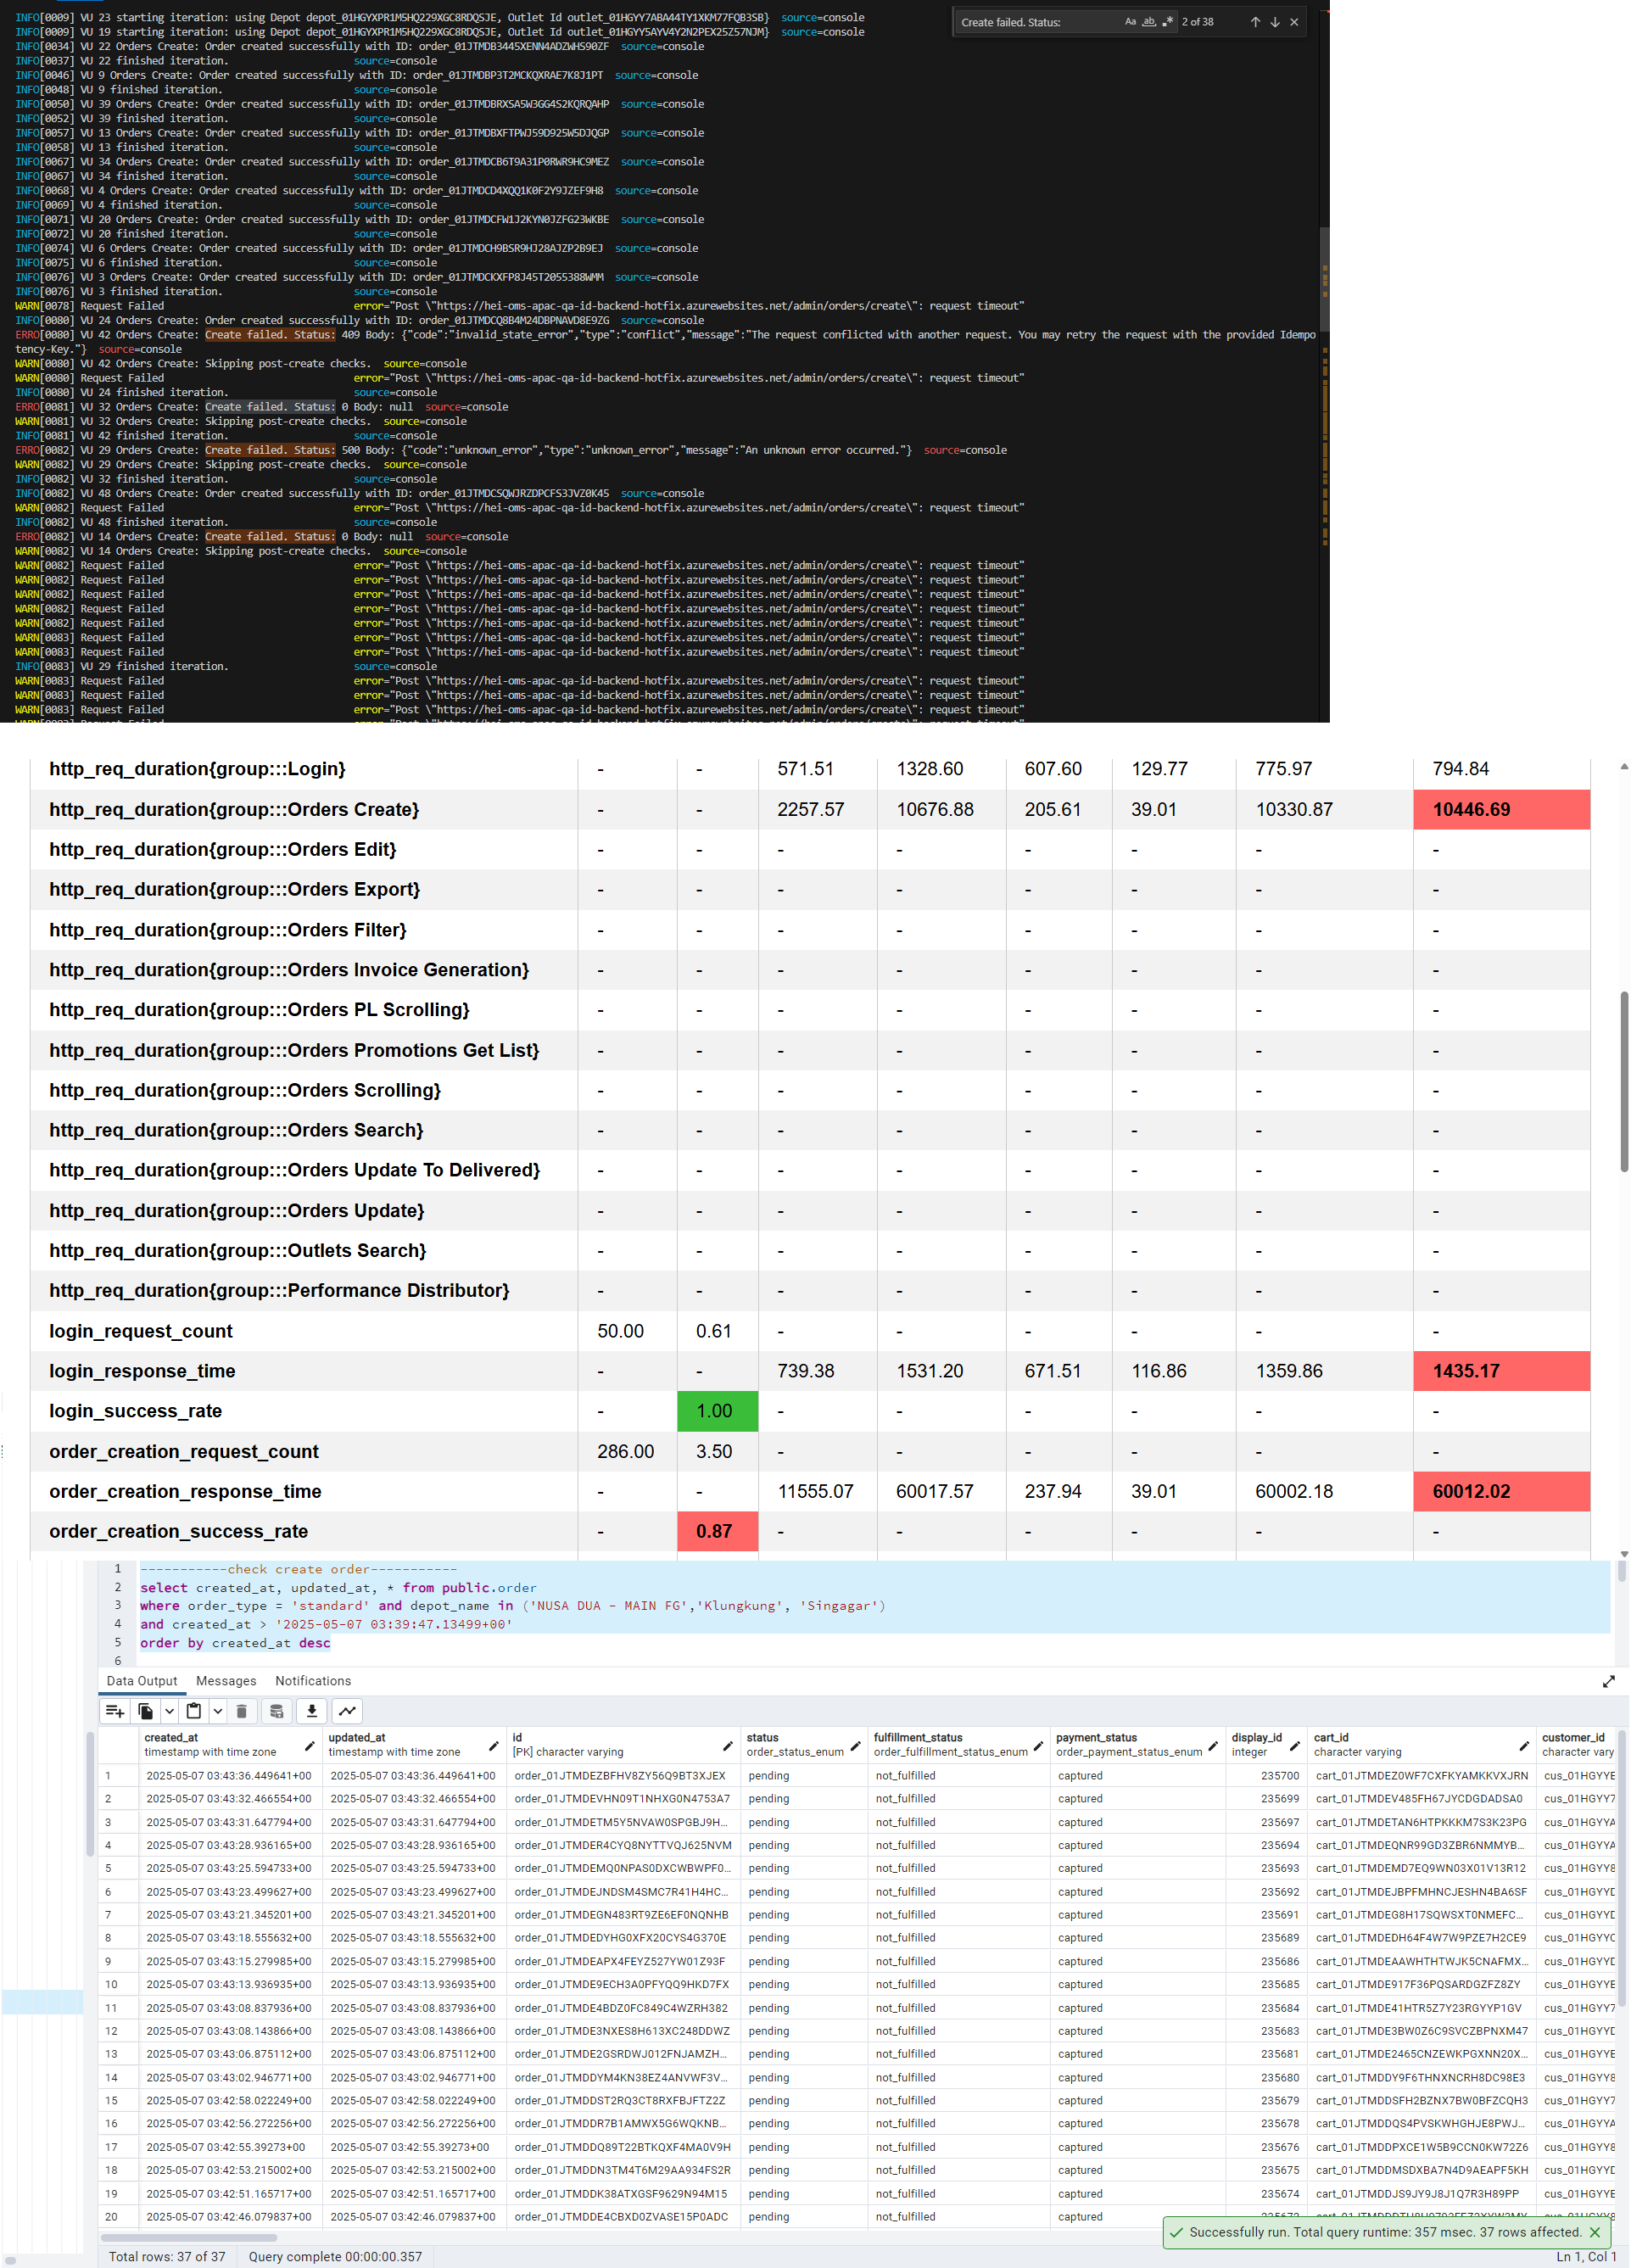 INFO[0009] VU 23 starting iteration: using Depot depot_01HGYXPR1M5HQ229XGC8RDQSJE, Outlet Id outlet_01HGYY7ABA44TY1XKM77FQB3SB} source=console
INFO[0009] VU 19 starting iteration: using Depot depot_01HGYXPR1M5HQ229XGC8RDQSJE, Outlet Id outlet_01HGYY5AYV4Y2N2PEX25Z57NJM} source=console
Create failed. Status: Aa ab .* 2 of 38
INFO[0034] VU 22 Orders Create: Order created successfully with ID: order_01JTMDB3445XENN4ADZWHS90ZF source=console
INFO[0037] VU 22 finished iteration. source=console
INFO[0046] VU 9 Orders Create: Order created successfully with ID: order_01JTMDBP3T2MCKQXRAE7K8J1PT source=console
INFO[0048] VU 9 finished iteration. source=console
INFO[0050] VU 39 Orders Create: Order created successfully with ID: order_01JTMDBRXSA5W3GG4S2KQRQAHP source=console
INFO[0052] VU 39 finished iteration. source=console
INFO[0057] VU 13 Orders Create: Order created successfully with ID: order_01JTMDBXFTPWJ59D925W5DJQGP source=console
INFO[0058] VU 13 finished iteration. source=console
INFO[0067] VU 34 Orders Create: Order created successfully with ID: order_01JTMDCB6T9A31P0RWR9HC9MEZ source=console
INFO[0067] VU 34 finished iteration. source=console
INFO[0068] VU 4 Orders Create: Order created successfully with ID: order_01JTMDCD4XQQ1K0F2Y9JZEF9H8 source=console
INFO[0069] VU 4 finished iteration. source=console
INFO[0071] VU 20 Orders Create: Order created successfully with ID: order_01JTMDCFW1J2KYN0JZFG23WKBE source=console
INFO[0072] VU 20 finished iteration. source=console
INFO[0074] VU 6 Orders Create: Order created successfully with ID: order_01JTMDCH9BSR9HJ28AJZP2B9EJ source=console
INFO[0075] VU 6 finished iteration. source=console
INFO[0076] VU 3 Orders Create: Order created successfully with ID: order_01JTMDCKXFP8J45T2055388WMM source=console
INFO[0076] VU 3 finished iteration. source=console
WARN[0078] Request Failed error="Post \"https://hei-oms-apac-qa-id-backend-hotfix.azurewebsites.net/admin/orders/create\": request timeout"
INFO[0080] VU 24 Orders Create: Order created successfully with ID: order_01JTMDCQ8B4M24DBPNAVD8E9ZG source=console
ERRO[0080] VU 42 Orders Create: Create failed. Status: 409 Body: {"code":"invalid_state_error","type":"conflict","message":"The request conflicted with another request. You may retry the request with the provided Idempo
tency-Key."} source=console
WARN[0080] VU 42 Orders Create: Skipping post-create checks. source=console
WARN[0080] Request Failed error="Post \"https://hei-oms-apac-qa-id-backend-hotfix.azurewebsites.net/admin/orders/create\": request timeout"
INFO[0080] VU 24 finished iteration. source=console
ERRO[0081] VU 32 Orders Create: Create failed. Status: 0 Body: null source=console
WARN[0081] VU 32 Orders Create: Skipping post-create checks. source=console
INFO[0081] VU 42 finished iteration. source=console
ERRO[0082] VU 29 Orders Create: Create failed. Status: 500 Body: {"code":"unknown_error","type":"unknown_error","message":"An unknown error occurred."} source=console
WARN[0082] VU 29 Orders Create: Skipping post-create checks. source=console
INFO[0082] VU 32 finished iteration. source=console
INFO[0082] VU 48 Orders Create: Order created successfully with ID: order_01JTMDCSQWJRZDPCFS3JVZ0K45 source=console
WARN[0082] Request Failed error="Post \"https://hei-oms-apac-qa-id-backend-hotfix.azurewebsites.net/admin/orders/create\": request timeout"
INFO[0082] VU 48 finished iteration. source=console
ERRO[0082] VU 14 Orders Create: Create failed. Status: 0 Body: null source=console
WARN[0082] VU 14 Orders Create: Skipping post-create checks. source=console
WARN[0082] Request Failed error="Post \"https://hei-oms-apac-qa-id-backend-hotfix.azurewebsites.net/admin/orders/create\": request timeout"
WARN[0082] Request Failed error="Post \"https://hei-oms-apac-qa-id-backend-hotfix.azurewebsites.net/admin/orders/create\": request timeout"
WARN[0082] Request Failed error="Post \"https://hei-oms-apac-qa-id-backend-hotfix.azurewebsites.net/admin/orders/create\": request timeout"
WARN[0082] Request Failed error="Post \"https://hei-oms-apac-qa-id-backend-hotfix.azurewebsites.net/admin/orders/create\": request timeout"
WARN[0082] Request Failed error="Post \"https://hei-oms-apac-qa-id-backend-hotfix.azurewebsites.net/admin/orders/create\": request timeout"
WARN[0083] Request Failed error="Post \"https://hei-oms-apac-qa-id-backend-hotfix.azurewebsites.net/admin/orders/create\": request timeout"
WARN[0083] Request Failed error="Post \"https://hei-oms-apac-qa-id-backend-hotfix.azurewebsites.net/admin/orders/create\": request timeout"
INFO[0083] VU 29 finished iteration. source=console
WARN[0083] Request Failed error="Post \"https://hei-oms-apac-qa-id-backend-hotfix.azurewebsites.net/admin/orders/create\": request timeout"
WARN[0083] Request Failed error="Post \"https://hei-oms-apac-qa-id-backend-hotfix.azurewebsites.net/admin/orders/create\": request timeout"
WARN[0083] Request Failed error="Post \"https://hei-oms-apac-qa-id-backend-hotfix.azurewebsites.net/admin/orders/create\": request timeout"
http_req_duration{group:::Login} - - 571.51 1328.60 607.60 129.77 775.97 794.84
http_req_duration{group:::Orders Create} - - 2257.57 10676.88 205.61 39.01 10330.87 10446.69
http_req_duration{group:::Orders Edit} - - - - - - - -
http_req_duration{group:::Orders Export} - - - - - - - -
http_req_duration{group:::Orders Filter} - - - - - - - -
http_req_duration{group:::Orders Invoice Generation} - - - - - - - -
http_req_duration{group:::Orders PL Scrolling} - - - - - - - -
http_req_duration{group:::Orders Promotions Get List} - - - - - - - -
http_req_duration{group:::Orders Scrolling} - - - - - - - -
http_req_duration{group:::Orders Search} - - - - - - - -
http_req_duration{group:::Orders Update To Delivered} - - - - - - - -
http_req_duration{group:::Orders Update} - - - - - - - -
http_req_duration{group:::Outlets Search} - - - - - - - -
http_req_duration{group:::Performance Distributor} - - - - - - - -
login_request_count 50.00 0.61 - - - - - -
login_response_time - - 739.38 1531.20 671.51 116.86 1359.86 1435.17
login_success_rate - 1.00 - - - - - -
order_creation_request_count 286.00 3.50 - - - - - -
order_creation_response_time - - 11555.07 60017.57 237.94 39.01 60002.18 60012.02
order_creation_success_rate - 0.87 - - - - - -
1 -----------check create order-----------
2 select created_at, updated_at, * from public.order
3 where order_type = 'standard' and depot_name in ('NUSA DUA - MAIN FG','Klungkung', 'Singagar')
4 and created_at > '2025-05-07 03:39:47.13499+00'
5 order by created_at desc
6
Data Output Messages Notifications
created_at updated_at id status fulfillment_status payment_status display_id cart_id customer_id
timestamp with time zone timestamp with time zone [PK] character varying order_status_enum order_fulfillment_status_enum order_payment_status_enum integer character varying character vary
1 2025-05-07 03:43:36.449641+00 2025-05-07 03:43:36.449641+00 order_01JTMDEZBFHV8ZY56Q9BT3XJEX pending not_fulfilled captured 235700 cart_01JTMDEZ0WF7CXFKYAMKKVXJRN cus_01HGYYE
2 2025-05-07 03:43:32.466554+00 2025-05-07 03:43:32.466554+00 order_01JTMDEVHN09T1NHXG0N4753A7 pending not_fulfilled captured 235699 cart_01JTMDEV485FH67JYCDGDADSA0 cus_01HGYY7
3 2025-05-07 03:43:31.647794+00 2025-05-07 03:43:31.647794+00 order_01JTMDETM5Y5NVAW0SPGBJ9H... pending not_fulfilled captured 235697 cart_01JTMDETAN6HTPKKKM7S3K23PG cus_01HGYYA
4 2025-05-07 03:43:28.936165+00 2025-05-07 03:43:28.936165+00 order_01JTMDER4CYQ8NYTTVQJ625NVM pending not_fulfilled captured 235694 cart_01JTMDEQNR99GD3ZBR6NMMYB... cus_01HGYYA
5 2025-05-07 03:43:25.594733+00 2025-05-07 03:43:25.594733+00 order_01JTMDEMQ0NPAS0DXCWBWPF0... pending not_fulfilled captured 235693 cart_01JTMDEMD7EQ9WN03X01V13R12 cus_01HGYY8
6 2025-05-07 03:43:23.499627+00 2025-05-07 03:43:23.499627+00 order_01JTMDEJNDSM4SMC7R41H4HC... pending not_fulfilled captured 235692 cart_01JTMDEJBPFMHNCJESHN4BA6SF cus_01HGYYD
7 2025-05-07 03:43:21.345201+00 2025-05-07 03:43:21.345201+00 order_01JTMDEGN483RT9ZE6EF0NQNHB pending not_fulfilled captured 235691 cart_01JTMDEG8H17SQWSXT0NMEFC... cus_01HGYYD
8 2025-05-07 03:43:18.555632+00 2025-05-07 03:43:18.555632+00 order_01JTMDEDYHG0XFX20CYS4G370E pending not_fulfilled captured 235689 cart_01JTMDEDH64F4W7W9PZE7H2CE9 cus_01HGYYC
9 2025-05-07 03:43:15.279985+00 2025-05-07 03:43:15.279985+00 order_01JTMDEAPX4FEYZ527YW01Z93F pending not_fulfilled captured 235686 cart_01JTMDEAAWHTHTWJK5CNAFMX... cus_01HGYYD
10 2025-05-07 03:43:13.936935+00 2025-05-07 03:43:13.936935+00 order_01JTMDE9ECH3A0PFYQQ9HKD7FX pending not_fulfilled captured 235685 cart_01JTMDE917F36PQSARDGZFZ8ZY cus_01HGYYE
11 2025-05-07 03:43:08.837936+00 2025-05-07 03:43:08.837936+00 order_01JTMDE4BDZ0FC849C4WZRH382 pending not_fulfilled captured 235684 cart_01JTMDE41HTR5Z7Y23RGYYP1GV cus_01HGYY7
12 2025-05-07 03:43:08.143866+00 2025-05-07 03:43:08.143866+00 order_01JTMDE3NXES8H613XC248DDWZ pending not_fulfilled captured 235683 cart_01JTMDE3BW0Z6C9SVCZBPNXM47 cus_01HGYYD
13 2025-05-07 03:43:06.875112+00 2025-05-07 03:43:06.875112+00 order_01JTMDE2GSRDWJ012FNJAMZH... pending not_fulfilled captured 235681 cart_01JTMDE2465CNZEWKPGXNN20X... cus_01HGYYE
14 2025-05-07 03:43:02.946771+00 2025-05-07 03:43:02.946771+00 order_01JTMDDYM4KN38EZ4ANVWF3V... pending not_fulfilled captured 235680 cart_01JTMDDY9F6THNXNCRH8DC98E3 cus_01HGYY8
15 2025-05-07 03:42:58.022249+00 2025-05-07 03:42:58.022249+00 order_01JTMDDST2RQ3CT8RXFBJFTZ2Z pending not_fulfilled captured 235679 cart_01JTMDDSFH2BZNX7BW0BFZCQH3 cus_01HGYY7
16 2025-05-07 03:42:56.272256+00 2025-05-07 03:42:56.272256+00 order_01JTMDDR7B1AMWX5G6WQKNB... pending not_fulfilled captured 235678 cart_01JTMDDQS4PVSKWHGHJE8PWJ... cus_01HGYYA
17 2025-05-07 03:42:55.39273+00 2025-05-07 03:42:55.39273+00 order_01JTMDDQ89T22BTKQXF4MA0V9H pending not_fulfilled captured 235676 cart_01JTMDDPXCE1W5B9CCN0KW72Z6 cus_01HGYY8
18 2025-05-07 03:42:53.215002+00 2025-05-07 03:42:53.215002+00 order_01JTMDDN3TM4T6M29AA934FS2R pending not_fulfilled captured 235675 cart_01JTMDDMSDXBA7N4D9AEAPF5KH cus_01HGYYD
19 2025-05-07 03:42:51.165717+00 2025-05-07 03:42:51.165717+00 order_01JTMDDK38ATXGSF9629N94M15 pending not_fulfilled captured 235674 cart_01JTMDDJS9JY9J8J1Q7R3H89PP cus_01HGYYE
20 2025-05-07 03:42:46.079837+00 2025-05-07 03:42:46.079837+00 order_01JTMDDE4CBXD0ZVASE15P0ADC pending not_fulfilled captured
Successfully run. Total query runtime: 357 msec. 37 rows affected.
Total rows: 37 of 37 Query complete 00:00:00.357 Ln 1, Col 1